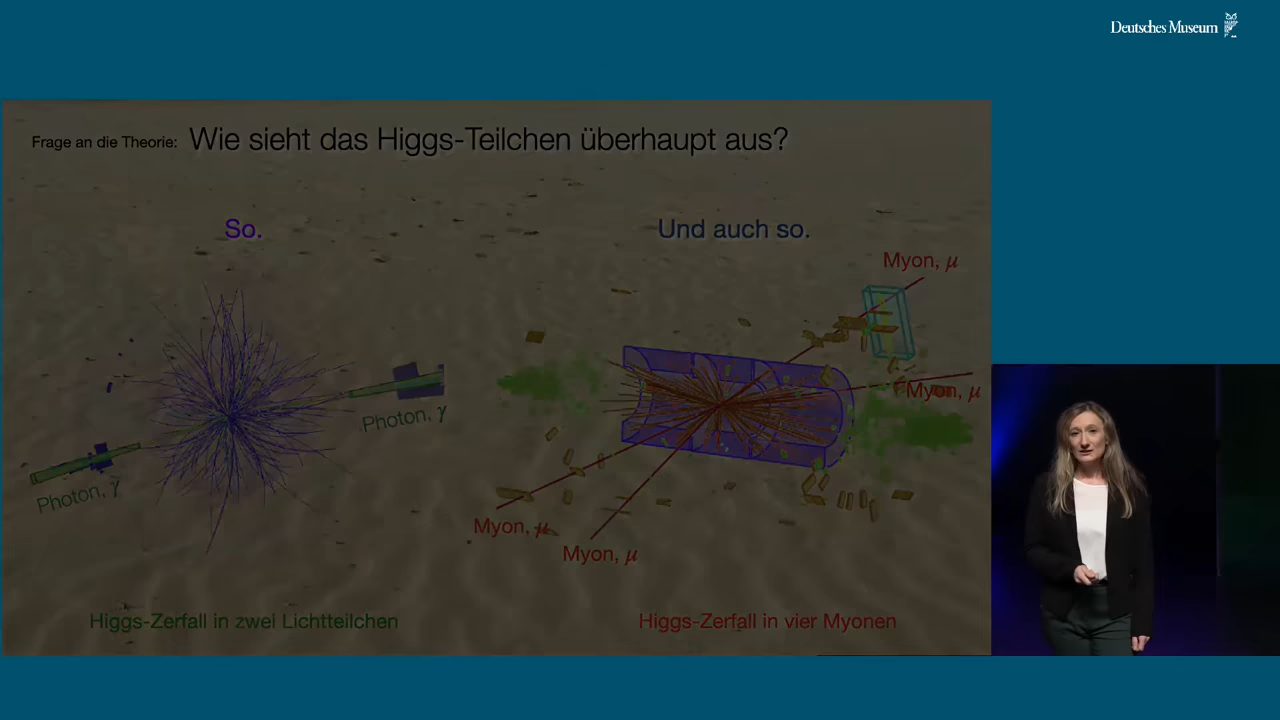 Deutsches Museum
Frage an die Theorie: Wie sieht das Higgs-Teilchen überhaupt aus?
So.
Und auch so.
Myon, μ
Myon, μ
Photon, γ
Photon, γ
Myon, μ
Myon, μ
Higgs-Zerfall in zwei Lichtteilchen
Higgs-Zerfall in vier Myonen